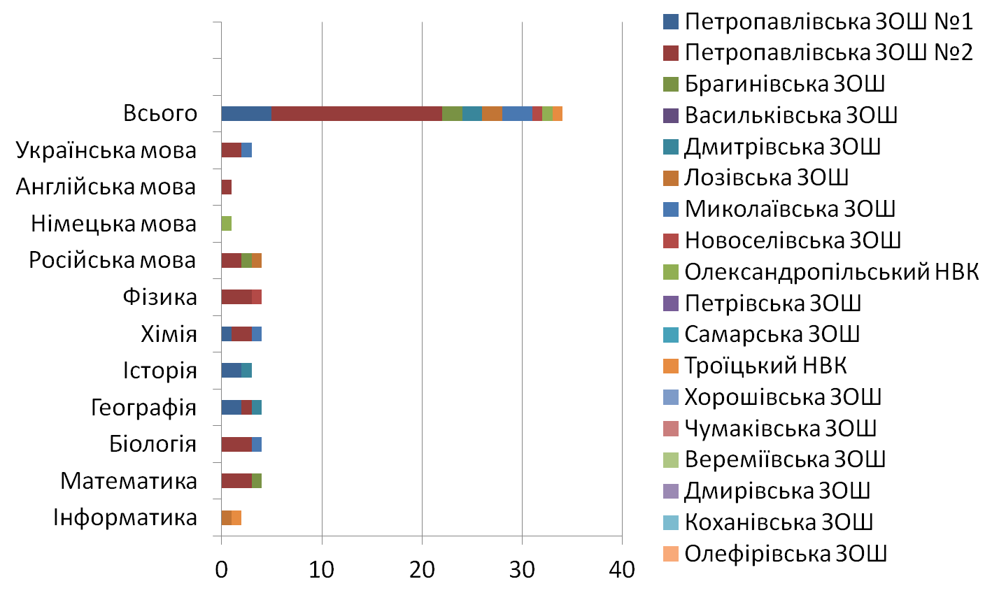 Всього
Українська мова
Англійська мова
Німецька мова
Російська мова
Фізика
Хімія
Історія
Географія
Біологія
Математика
Інформатика
0 10 20 30 40
Петропавлівська ЗОШ №1
Петропавлівська ЗОШ №2
Брагинівська ЗОШ
Васильківська ЗОШ
Дмитрівська ЗОШ
Лозівська ЗОШ
Миколаївська ЗОШ
Новоселівська ЗОШ
Олександропільський НВК
Петрівська ЗОШ
Самарська ЗОШ
Троїцький НВК
Хорошівська ЗОШ
Чумаківська ЗОШ
Вереміївська ЗОШ
Дмирівська ЗОШ
Коханівська ЗОШ
Олефірівська ЗОШ